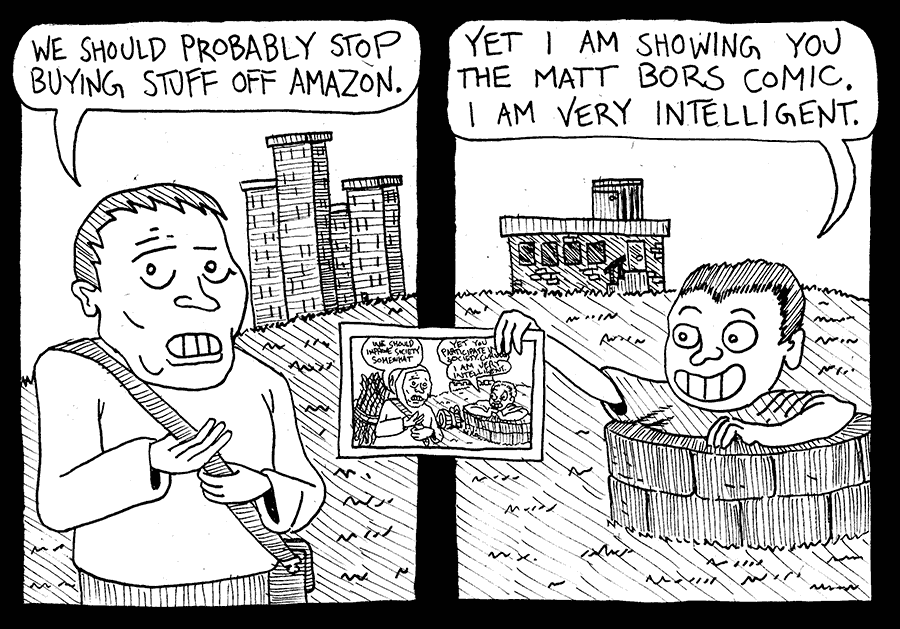 WE SHOULD PROBABLY STOP
BUYING STUFF OFF AMAZON.
YET I AM SHOWING YOU
THE MATT BORS COMIC.
I AM VERY INTELLIGENT.
WE SHOULD
IMPROVE SOCIETY
SOMEWHAT
YET YOU
PARTICIPATE IN
I AM VERY
INTELLIGENT